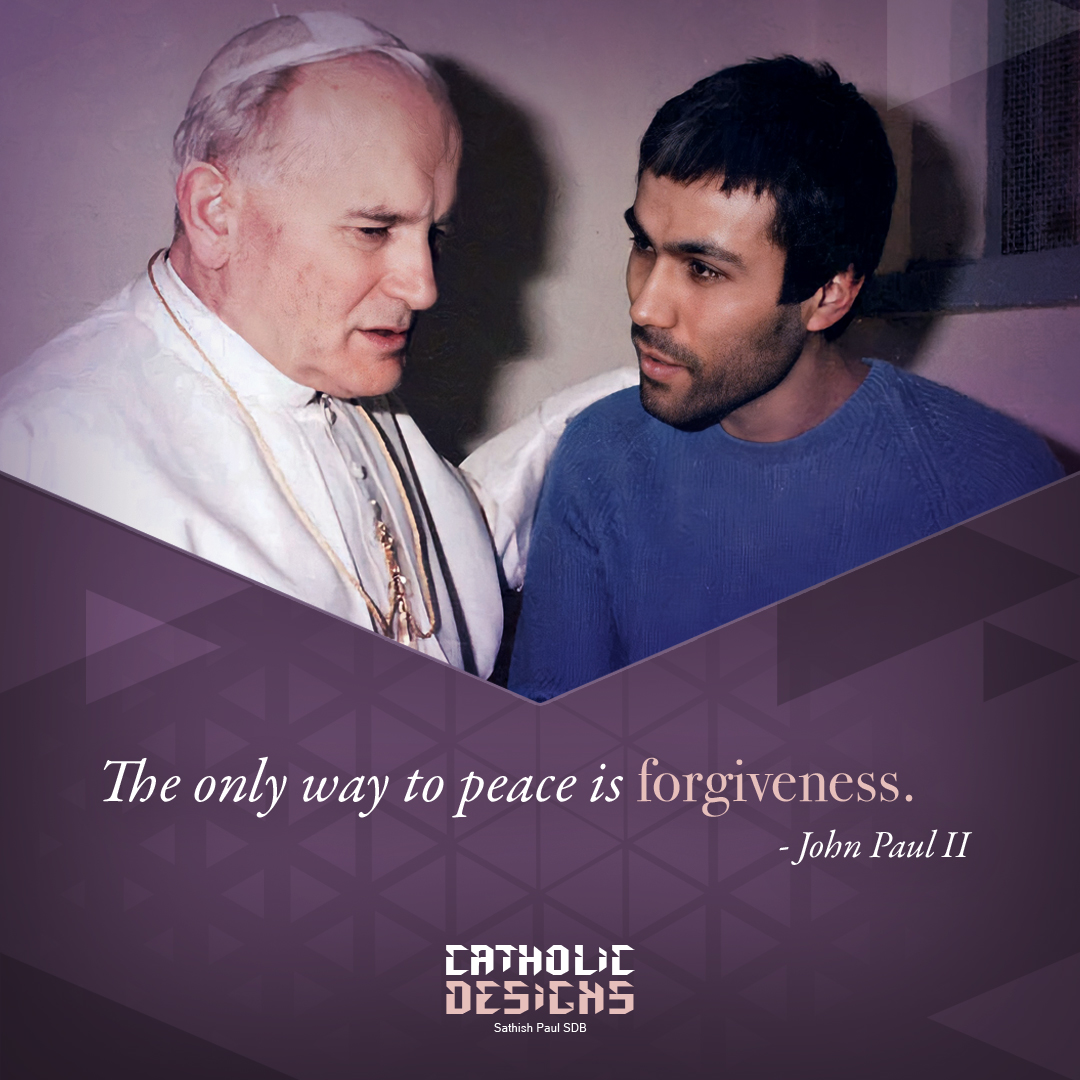 The only way to peace is forgiveness.
- John Paul II
CATHOLIC
DESIGNS
Sathish Paul SDB